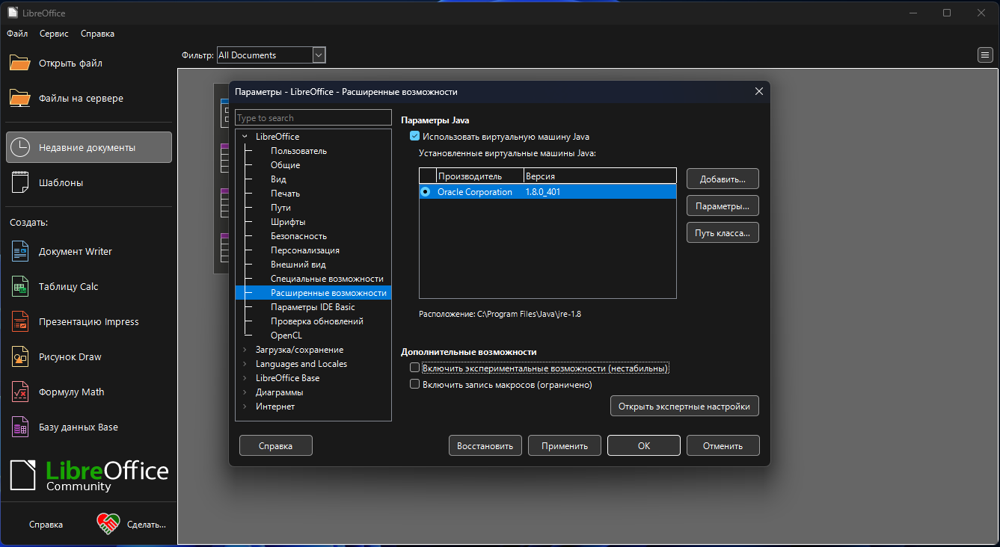 LibreOffice
Файл Сервис Справка
Открыть файл
Файлы на сервере
Недавние документы
Шаблоны
Создать:
Документ Writer
Таблицу Calc
Презентацию Impress
Рисунок Draw
Формулу Math
Базу данных Base
LibreOffice
Community
Справка Сделать...
Фильтр: All Documents
Параметры - LibreOffice - Расширенные возможности
Type to search
LibreOffice
Пользователь
Общие
Вид
Печать
Пути
Шрифты
Безопасность
Персонализация
Внешний вид
Специальные возможности
Расширенные возможности
Параметры IDE Basic
Проверка обновлений
OpenCL
Загрузка/сохранение
Languages and Locales
LibreOffice Base
Диаграммы
Интернет
Параметры Java
Использовать виртуальную машину Java
Установленные виртуальные машины Java:
Производитель Версия
Oracle Corporation 1.8.0_401
Добавить...
Параметры...
Путь класса...
Расположение: C:\Program Files\Java\jre-1.8
Дополнительные возможности
Включить экспериментальные возможности (нестабильны)
Включить запись макросов (ограничено)
Открыть экспертные настройки
Справка Восстановить Применить ОК Отменить